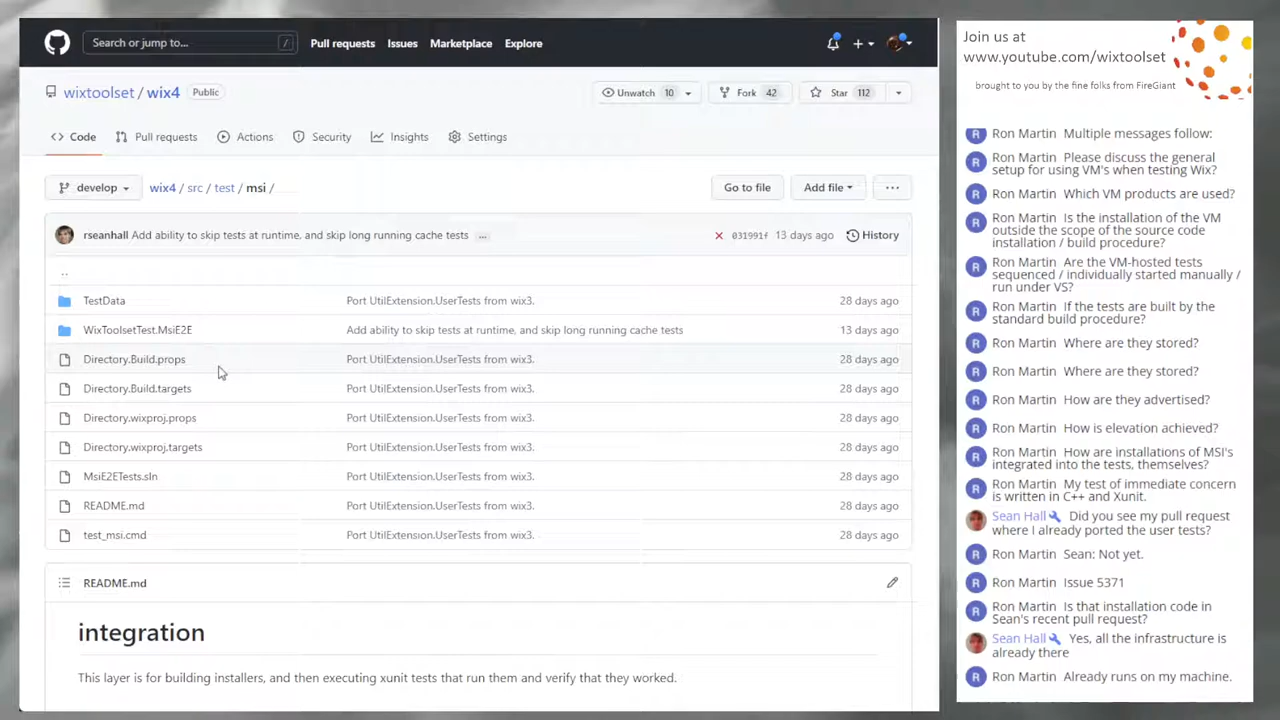 Search or jump to...
/
Pull requests
Issues
Marketplace
Explore
wixtoolset / wix4
Public
Unwatch 10
Fork 42
Star 112
Code
Pull requests
Actions
Security
Insights
Settings
develop
wix4 / src / test / msi /
Go to file
Add file
...
rseanhall Add ability to skip tests at runtime, and skip long running cache tests ...
031991f 13 days ago
History
..
TestData Port UtilExtension.UserTests from wix3. 28 days ago
WixToolsetTest.MsiE2E Add ability to skip tests at runtime, and skip long running cache tests 13 days ago
Directory.Build.props Port UtilExtension.UserTests from wix3. 28 days ago
Directory.Build.targets Port UtilExtension.UserTests from wix3. 28 days ago
Directory.wixproj.props Port UtilExtension.UserTests from wix3. 28 days ago
Directory.wixproj.targets Port UtilExtension.UserTests from wix3. 28 days ago
MsiE2ETests.sln Port UtilExtension.UserTests from wix3. 28 days ago
README.md Port UtilExtension.UserTests from wix3. 28 days ago
test_msi.cmd Port UtilExtension.UserTests from wix3. 28 days ago
README.md
integration
This layer is for building installers, and then executing xunit tests that run them and verify that they worked.
Join us at
www.youtube.com/wixtoolset
brought to you by the fine folks from FireGiant
R Ron Martin Multiple messages follow:
R Ron Martin Please discuss the general
setup for using VM's when testing Wix?
R Ron Martin Which VM products are used?
R Ron Martin Is the installation of the VM
outside the scope of the source code
installation / build procedure?
R Ron Martin Are the VM-hosted tests
sequenced / individually started manually /
run under VS?
R Ron Martin If the tests are built by the
standard build procedure?
R Ron Martin Where are they stored?
R Ron Martin Where are they stored?
R Ron Martin How are they advertised?
R Ron Martin How is elevation achieved?
R Ron Martin How are installations of MSI's
integrated into the tests, themselves?
R Ron Martin My test of immediate concern
is written in C++ and Xunit.
Sean Hall Did you see my pull request
where I already ported the user tests?
R Ron Martin Sean: Not yet.
R Ron Martin Issue 5371
R Ron Martin Is that installation code in
Sean's recent pull request?
Sean Hall Yes, all the infrastructure is
already there
R Ron Martin Already runs on my machine.